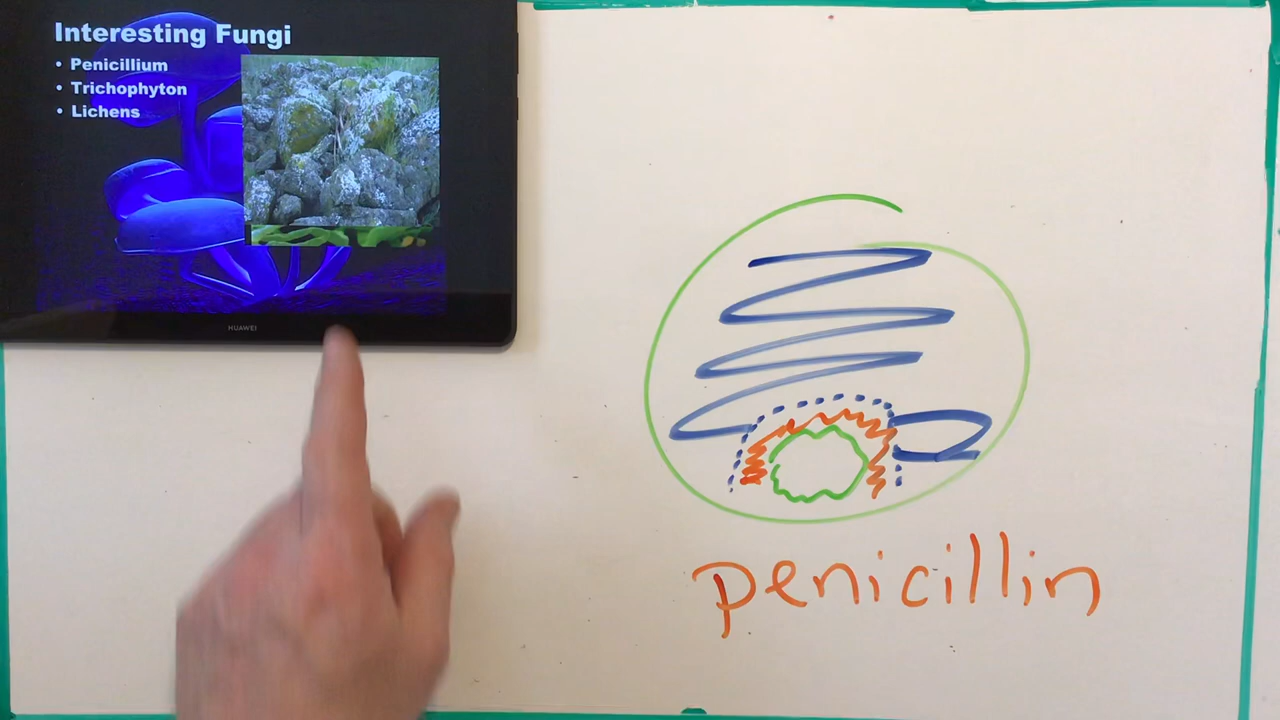 Interesting Fungi
• Penicillium
• Trichophyton
• Lichens
HUAWEI
penicillin